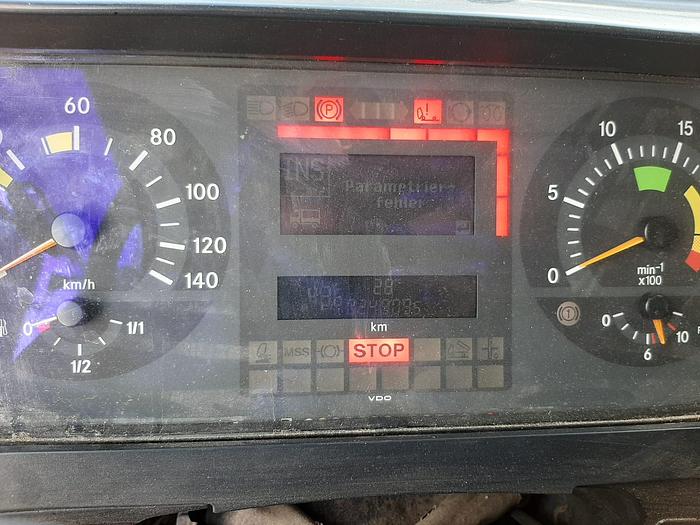 60
80
100
120
140
km/h
0
1/2
1/1
(P)
INS
Parametrier-
fehler
km
MSS
STOP
VDO
0
5
10
15
min⁻¹
x100
0
6
10